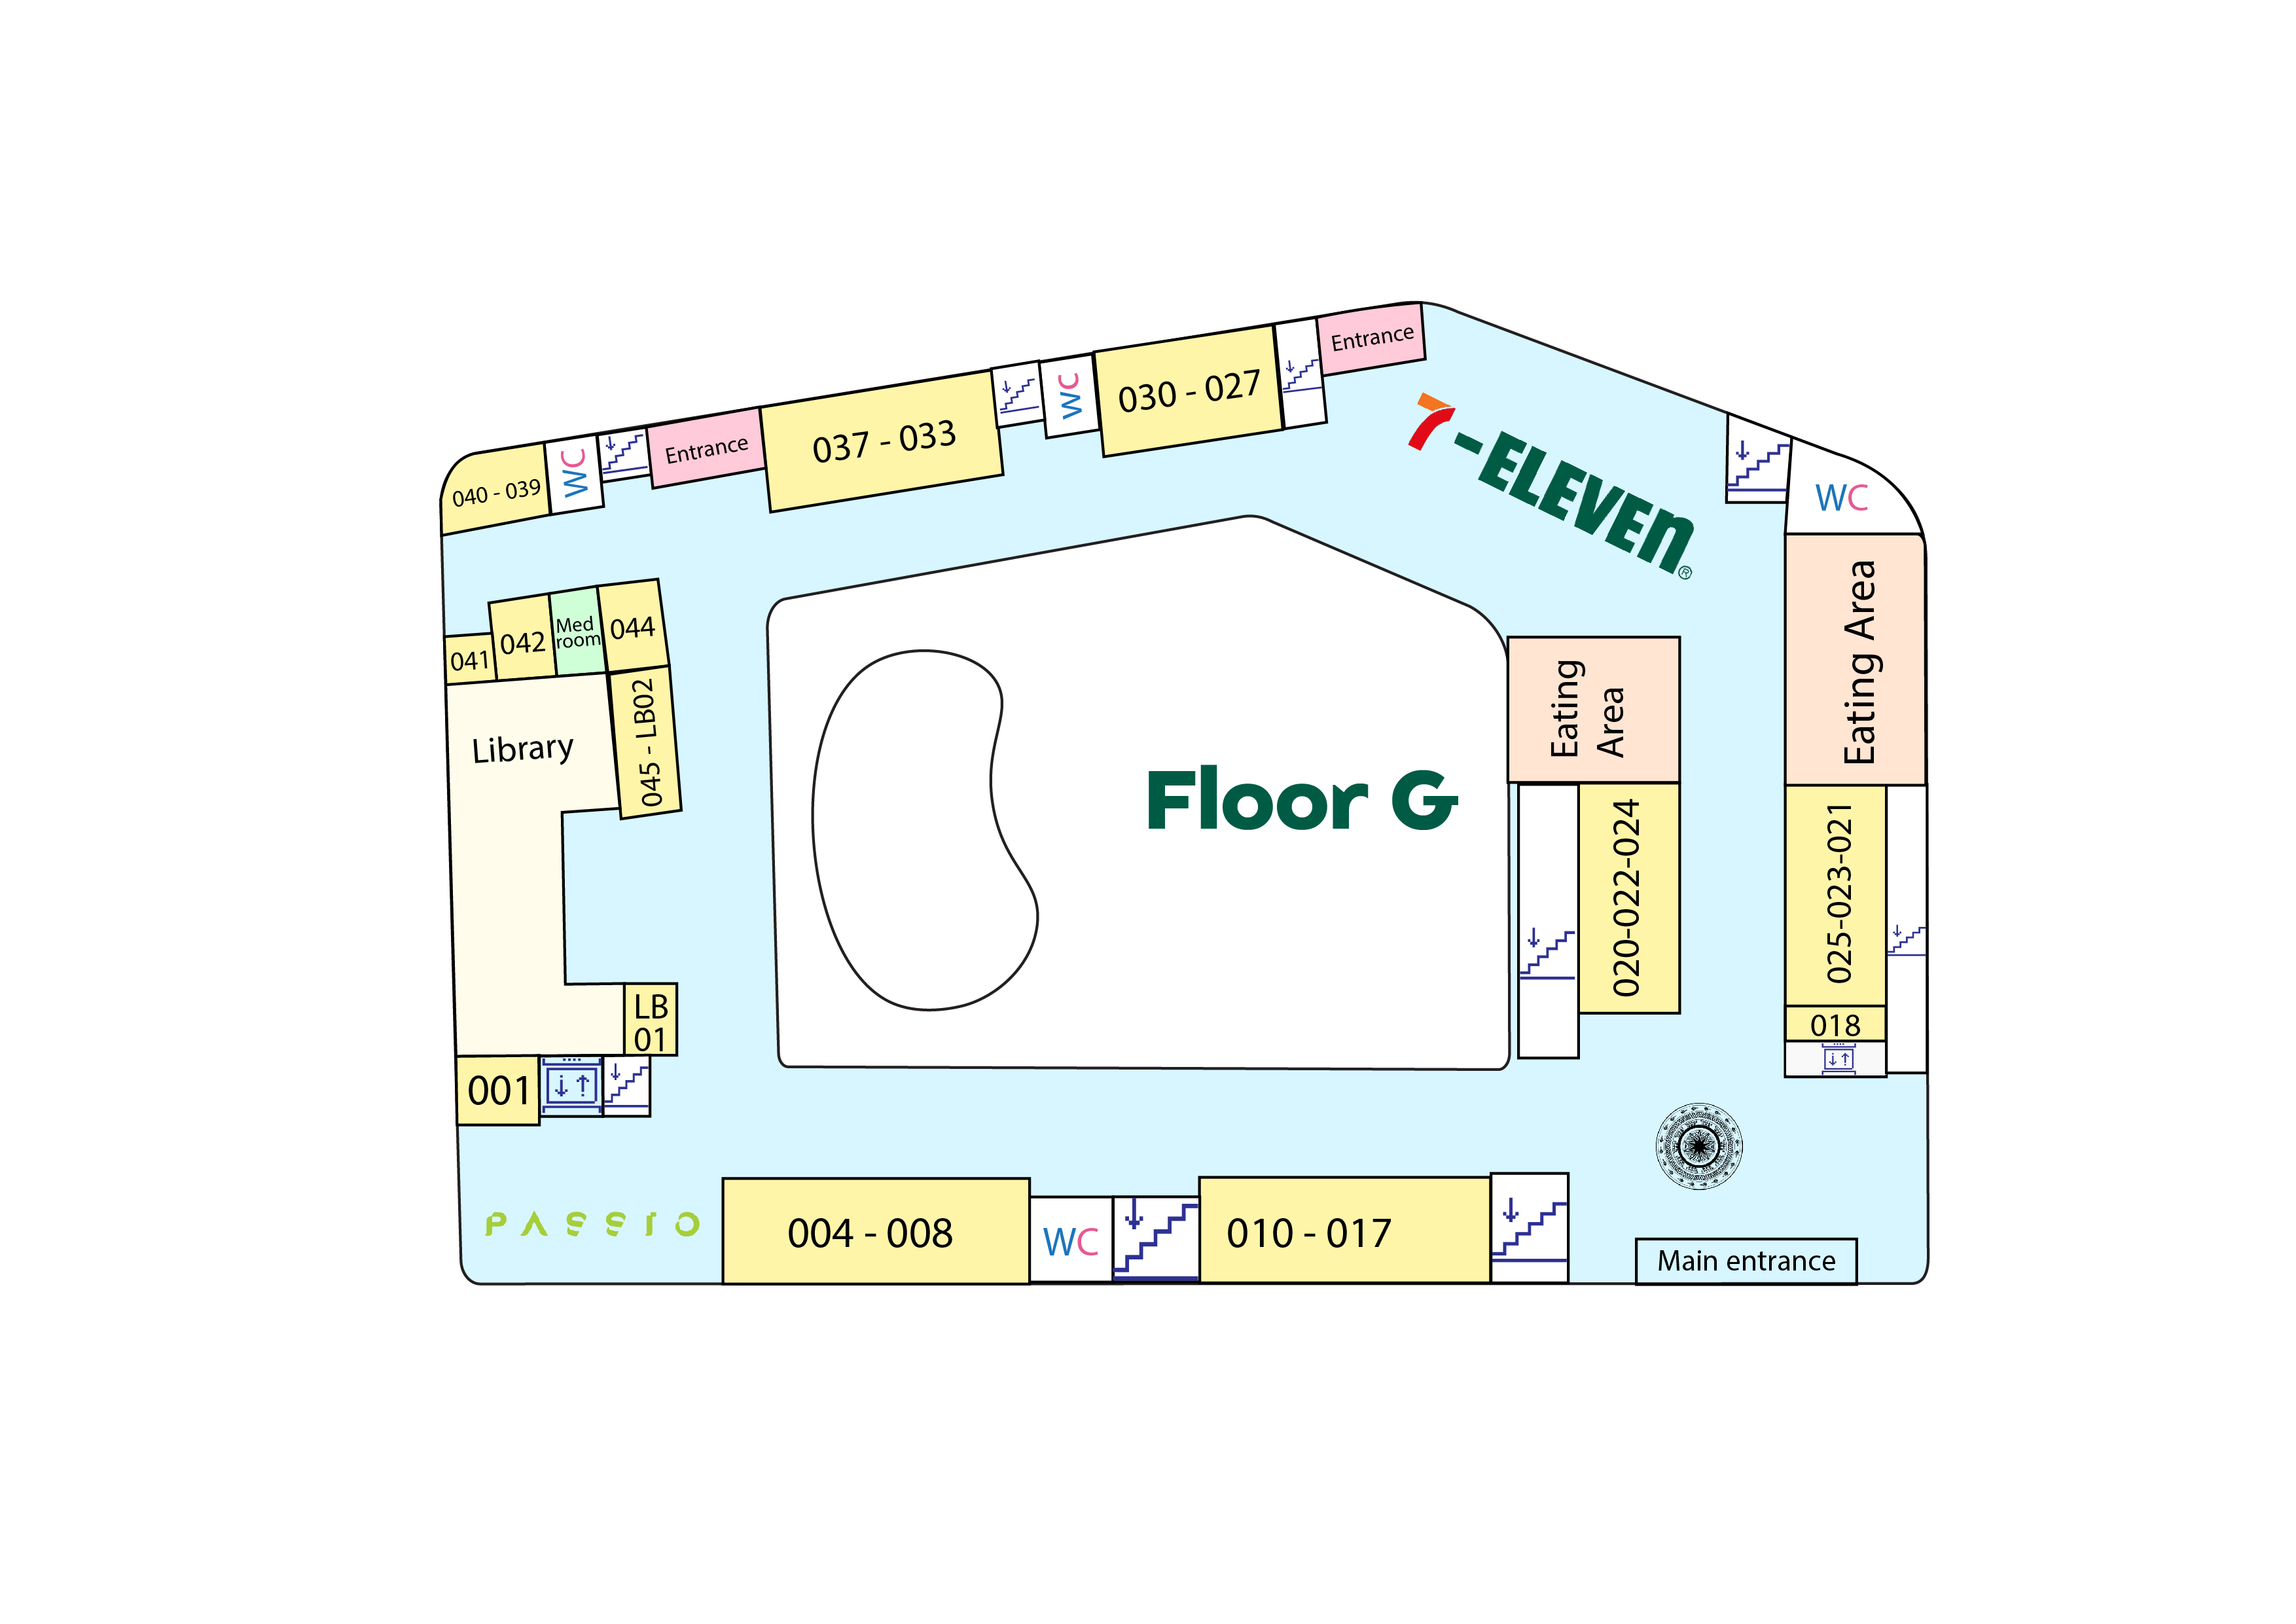 Entrance
030 - 027
WC
Entrance
037 - 033
WC
040 - 039
7-ELEVEN®
WC
Eating Area
Med
room
044
042
041
Library
045 - LB02
Eating
Area
Floor G
020-022-024
025-023-021
018
LB
01
001
PASSIO
004 - 008
WC
010 - 017
Main entrance